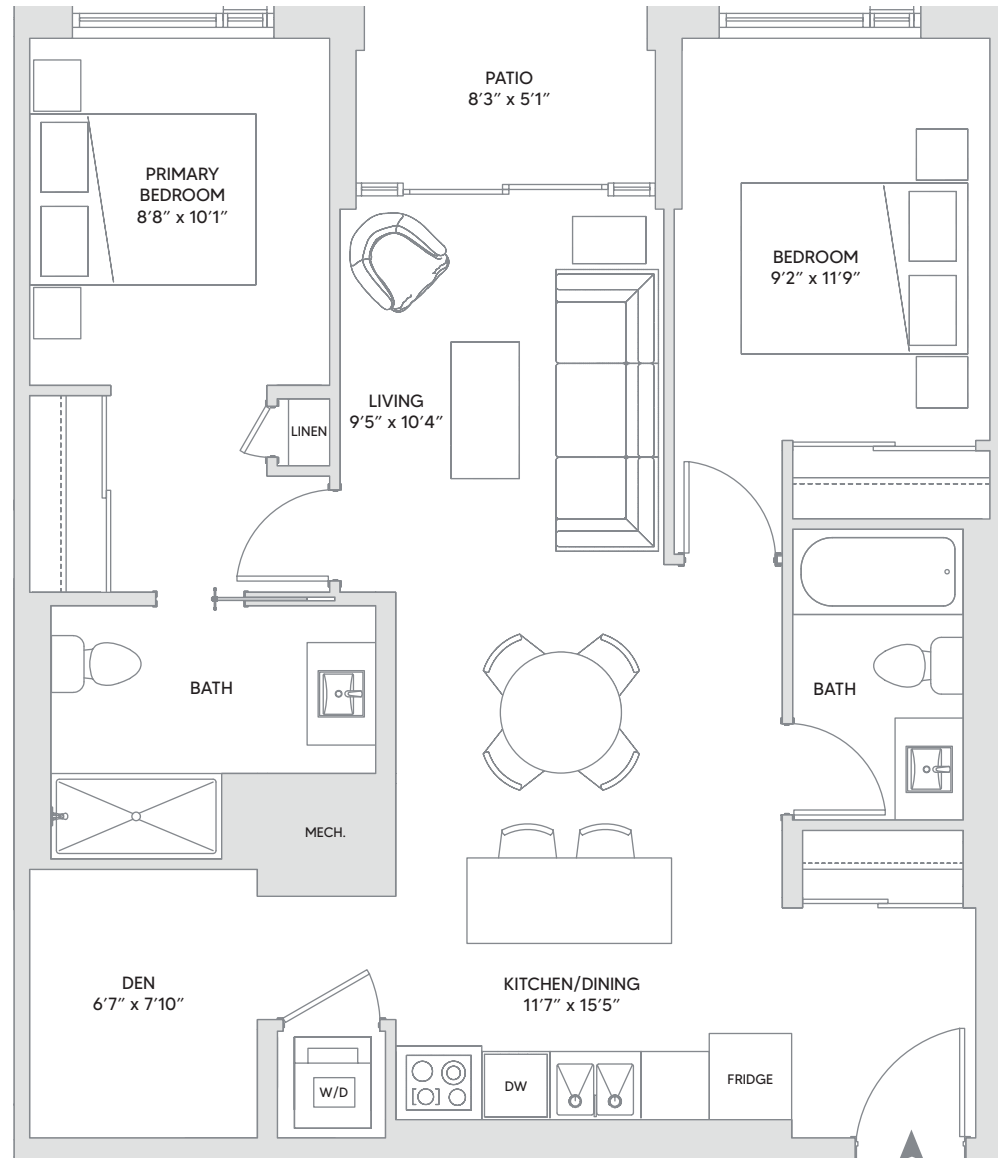 PATIO
8′3″ x 5′1″
PRIMARY
BEDROOM
8′8″ x 10′1″
BEDROOM
9′2″ x 11′9″
LIVING
9′5″ x 10′4″
LINEN
BATH
BATH
MECH.
DEN
6′7″ x 7′10″
KITCHEN/DINING
11′7″ x 15′5″
W/D
DW
FRIDGE